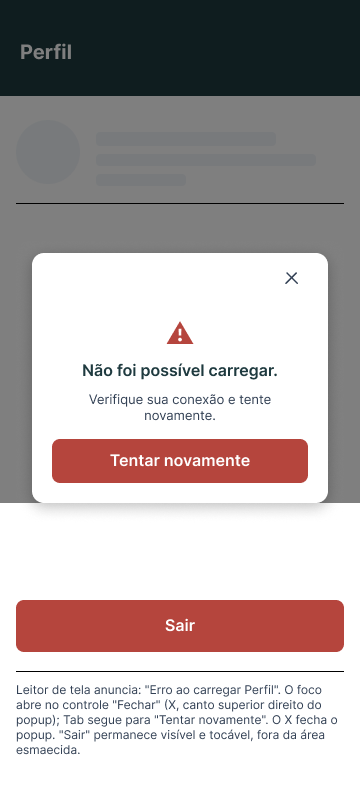 Perfil
Não foi possível carregar.
Verifique sua conexão e tente
novamente.
Tentar novamente
Sair
Leitor de tela anuncia: "Erro ao carregar Perfil". O foco
abre no controle "Fechar" (X, canto superior direito do
popup); Tab segue para "Tentar novamente". O X fecha o
popup. "Sair" permanece visível e tocável, fora da área
esmaecida.